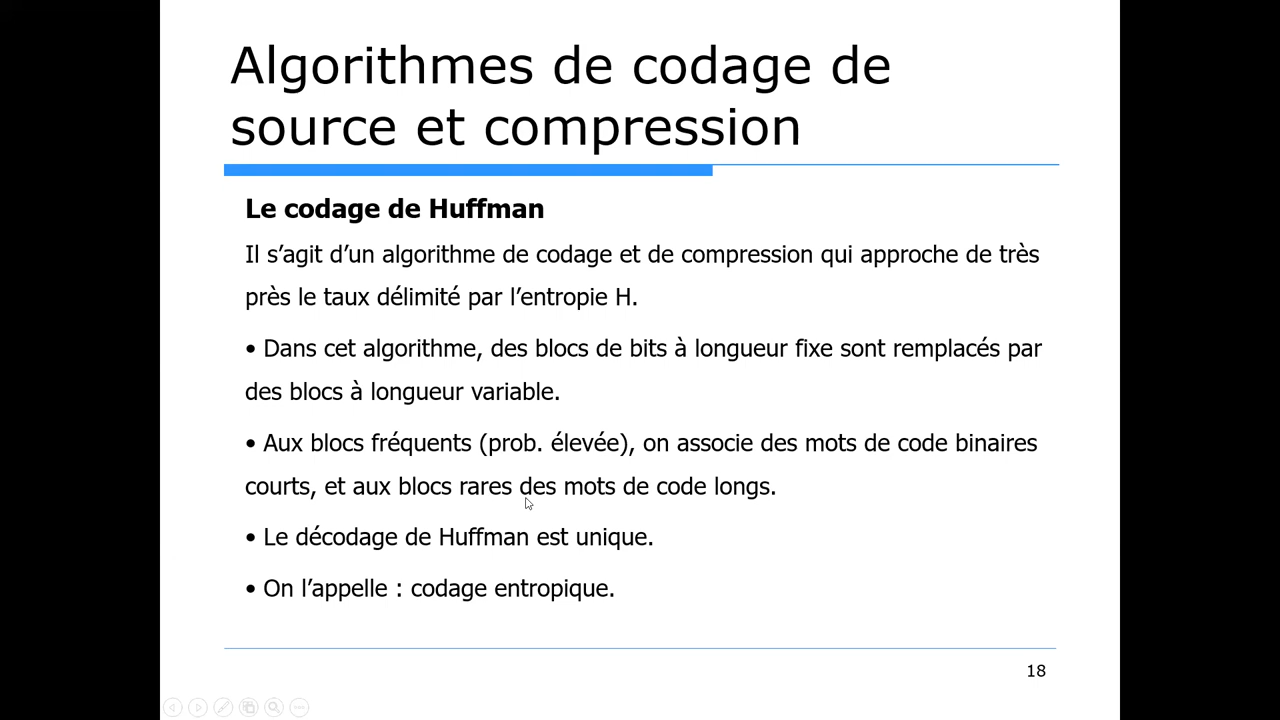 Algorithmes de codage de
source et compression
Le codage de Huffman
Il s’agit d’un algorithme de codage et de compression qui approche de très
près le taux délimité par l’entropie H.
• Dans cet algorithme, des blocs de bits à longueur fixe sont remplacés par
des blocs à longueur variable.
• Aux blocs fréquents (prob. élevée), on associe des mots de code binaires
courts, et aux blocs rares des mots de code longs.
• Le décodage de Huffman est unique.
• On l’appelle : codage entropique.
18